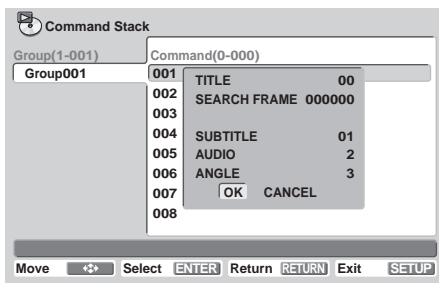 Command Stack
Group(1-001) Command(0-000)
Group001 001
TITLE 00
002 SEARCH FRAME 000000
003
004 SUBTITLE 01
005 AUDIO 2
006 ANGLE 3
007 OK CANCEL
008
Move Select ENTER Return RETURN Exit SETUP